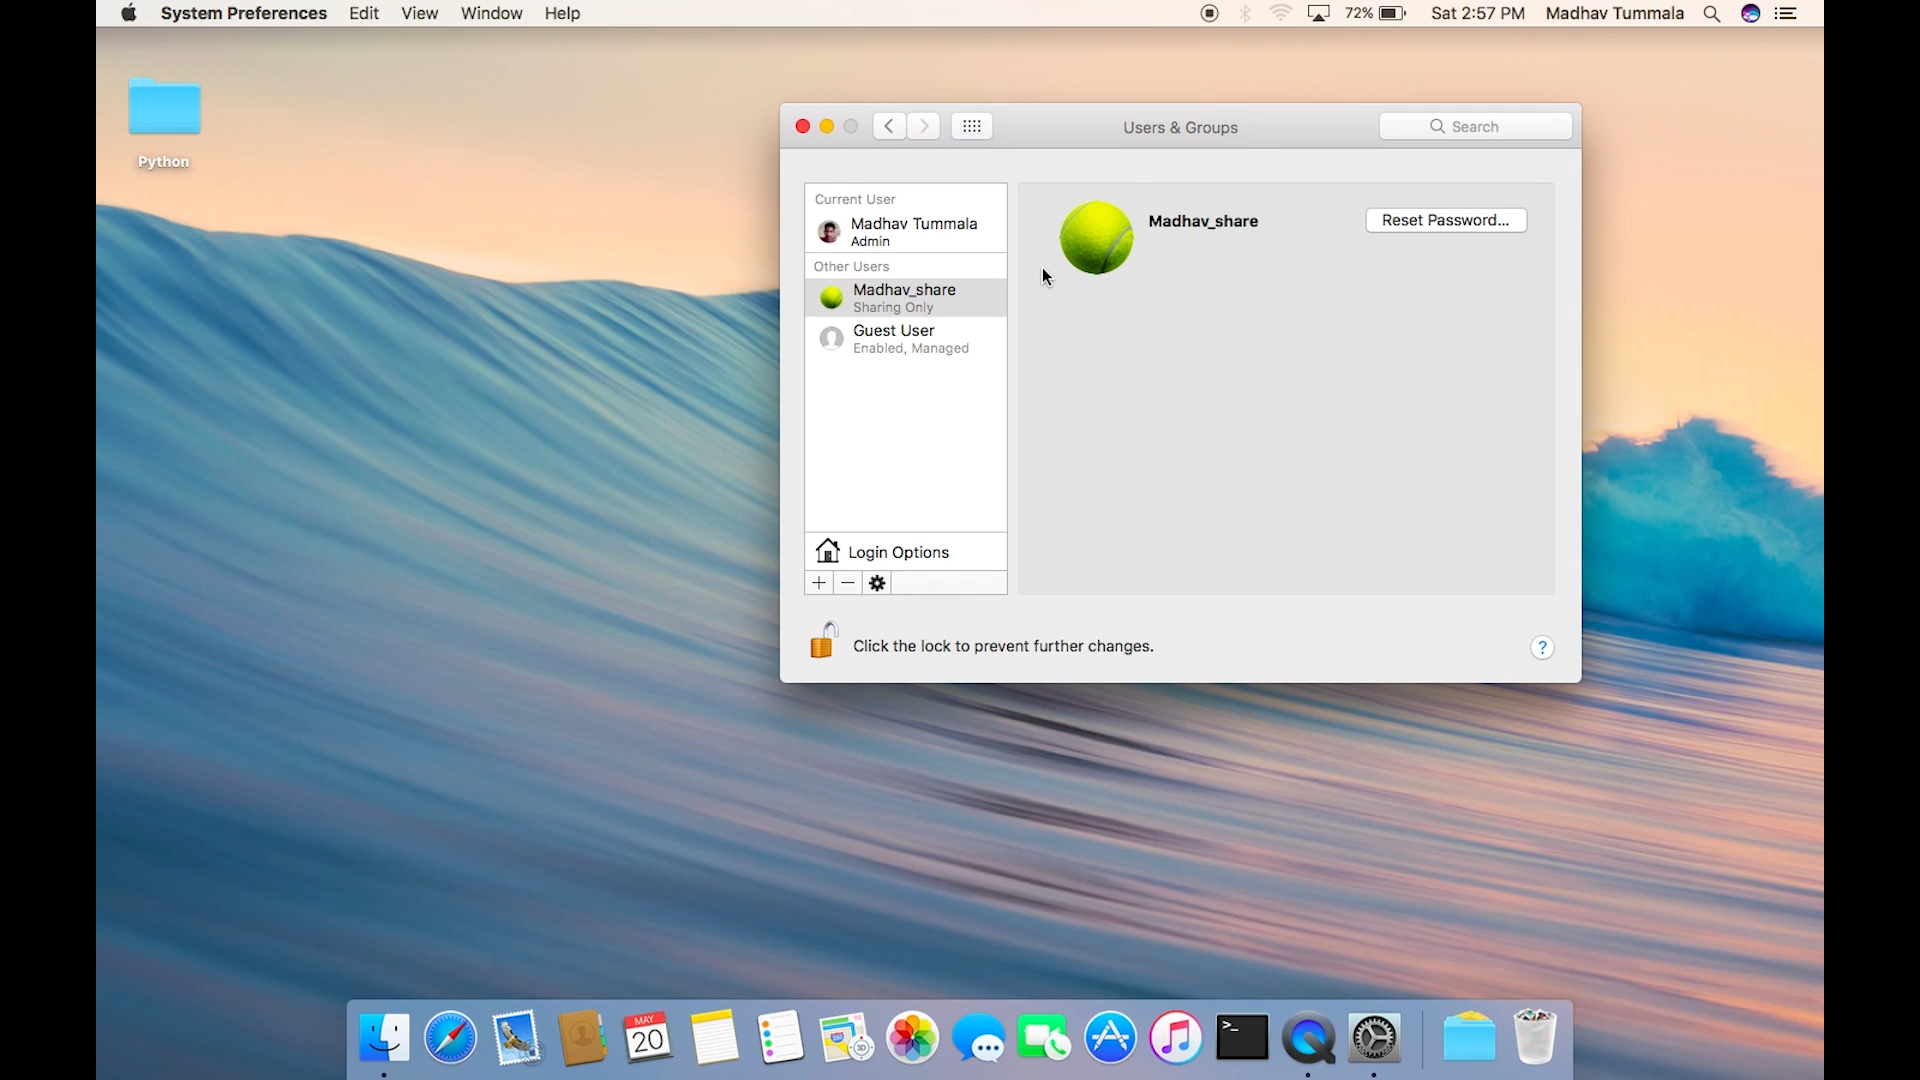 System Preferences Edit View Window Help 72% Sat 2:57 PM Madhav Tummala
Python
Users & Groups
Search
Current User
Madhav Tummala
Admin
Other Users
Madhav_share
Sharing Only
Guest User
Enabled, Managed
Login Options
Madhav_share
Reset Password...
Click the lock to prevent further changes.
?
MAY
20
3D
>_